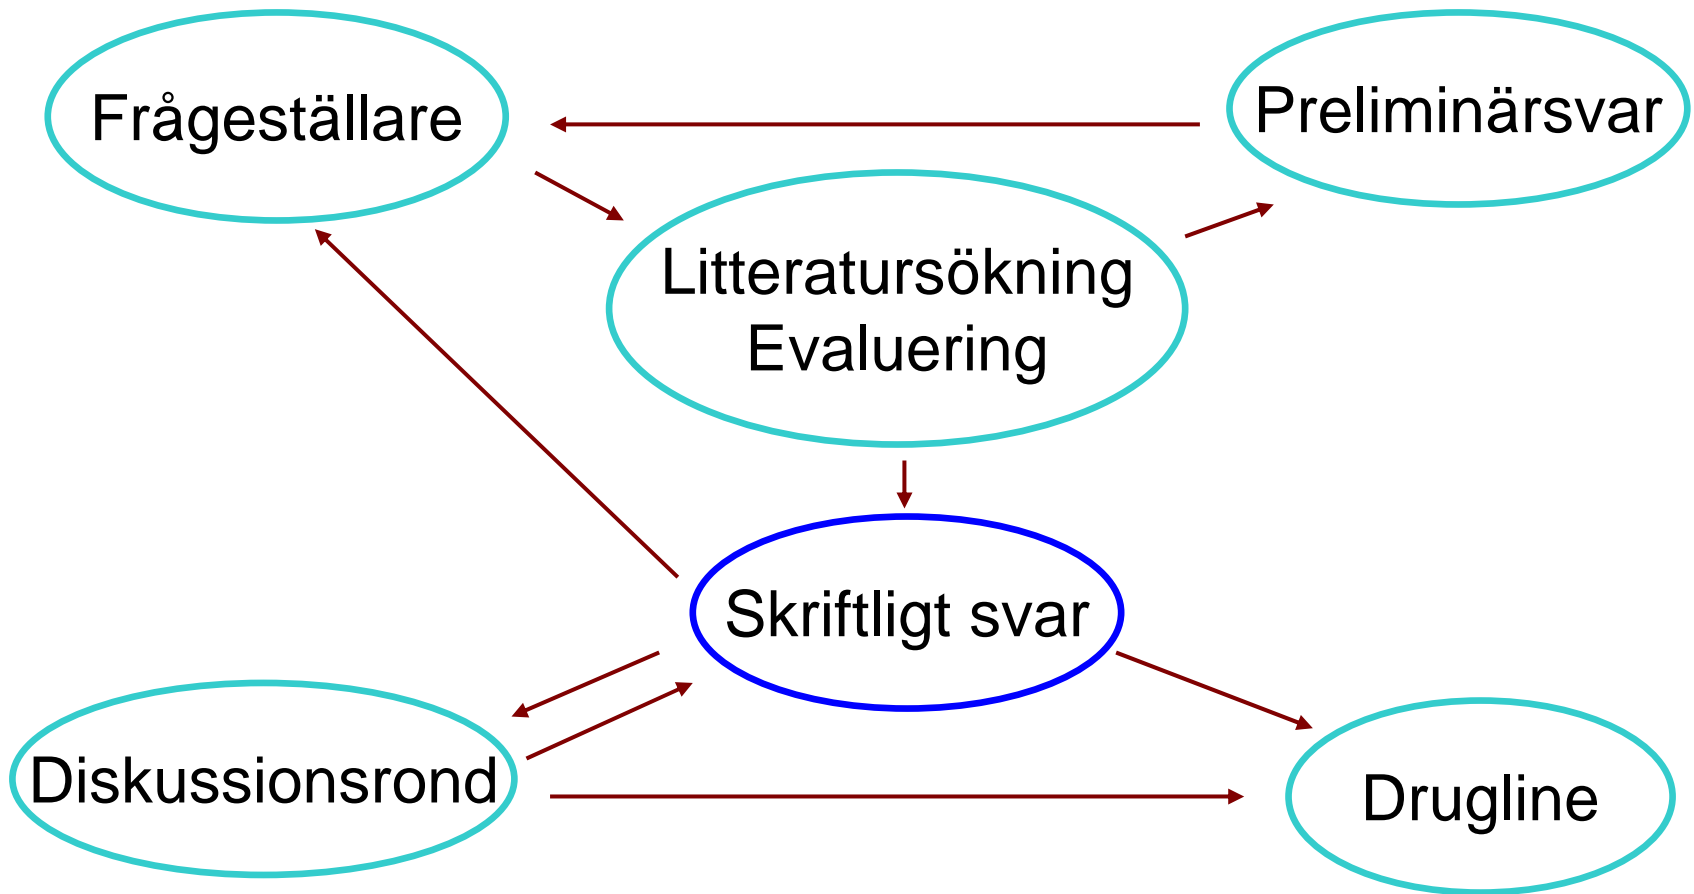 Frågeställare
Preliminärsvar
Litteratursökning
Evaluering
Skriftligt svar
Diskussionsrond
Drugline